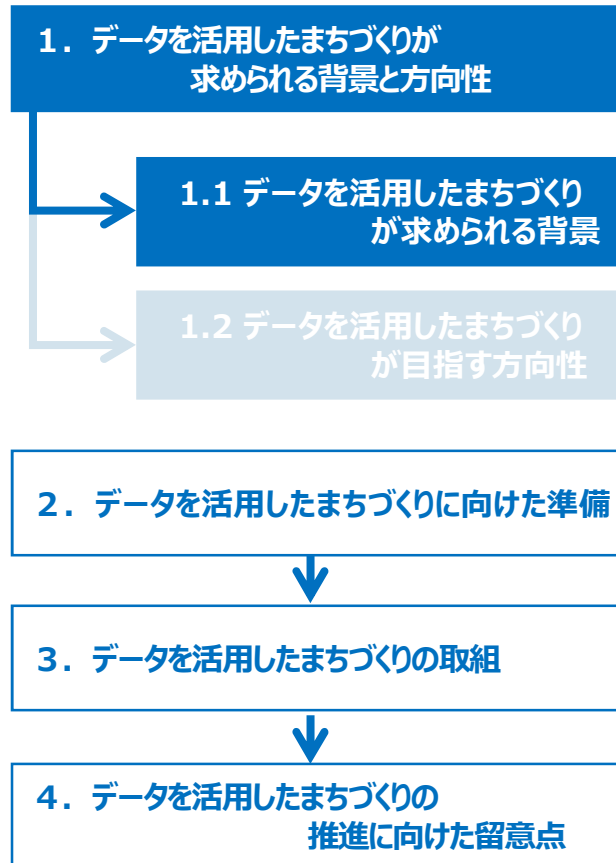 １．データを活用したまちづくりが
求められる背景と方向性
1.1 データを活用したまちづくり
が求められる背景
1.2 データを活用したまちづくり
が目指す方向性
２．データを活用したまちづくりに向けた準備
３．データを活用したまちづくりの取組
４．データを活用したまちづくりの
推進に向けた留意点